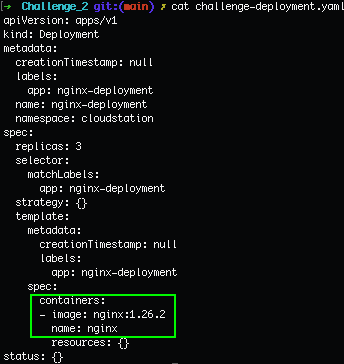 [➜  Challenge_2 git:(main) ✗ cat challenge-deployment.yaml
apiVersion: apps/v1
kind: Deployment
metadata:
  creationTimestamp: null
  labels:
    app: nginx-deployment
  name: nginx-deployment
  namespace: cloudstation
spec:
  replicas: 3
  selector:
    matchLabels:
      app: nginx-deployment
  strategy: {}
  template:
    metadata:
      creationTimestamp: null
      labels:
        app: nginx-deployment
    spec:
      containers:
      - image: nginx:1.26.2
        name: nginx
        resources: {}
status: {}